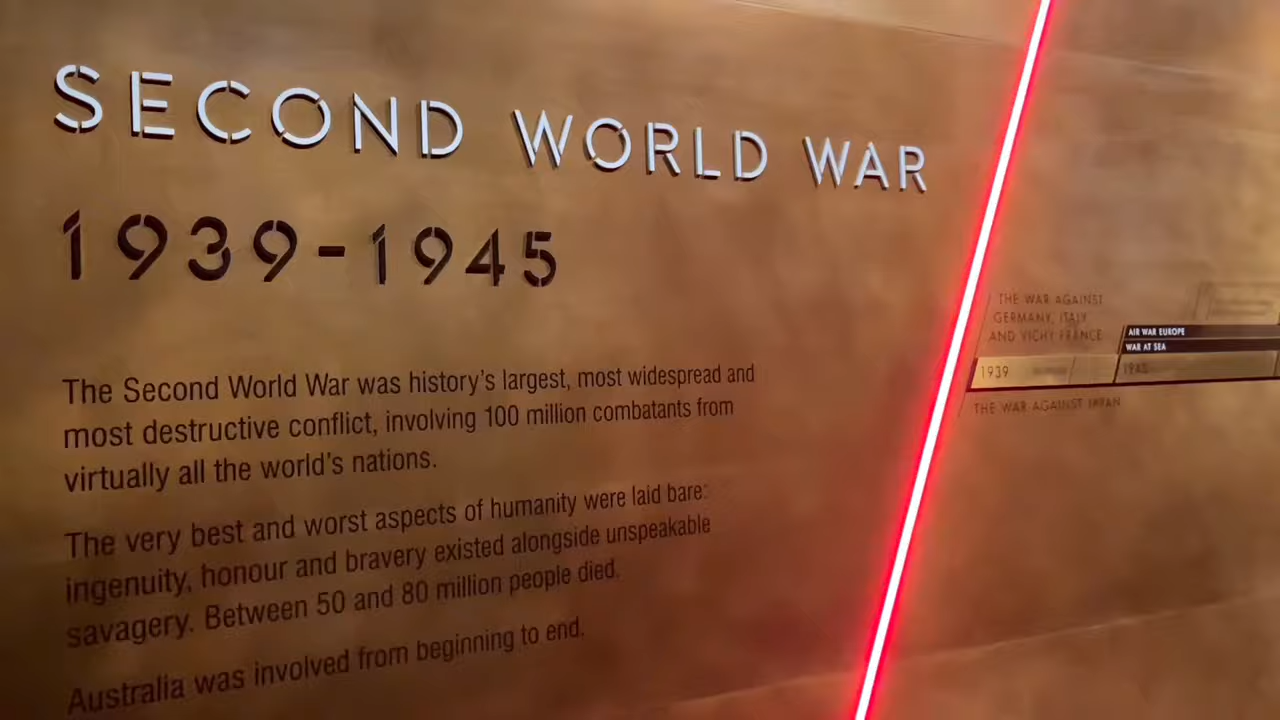 SECOND WORLD WAR
1939-1945
The Second World War was history's largest, most widespread and
most destructive conflict, involving 100 million combatants from
virtually all the world's nations.
The very best and worst aspects of humanity were laid bare:
ingenuity, honour and bravery existed alongside unspeakable
savagery. Between 50 and 80 million people died.
Australia was involved from beginning to end.
THE WAR AGAINST
GERMANY, ITALY
AND VICHY FRANCE
AIR WAR EUROPE
WAR AT SEA
1939
THE WAR AGAINST JAPAN